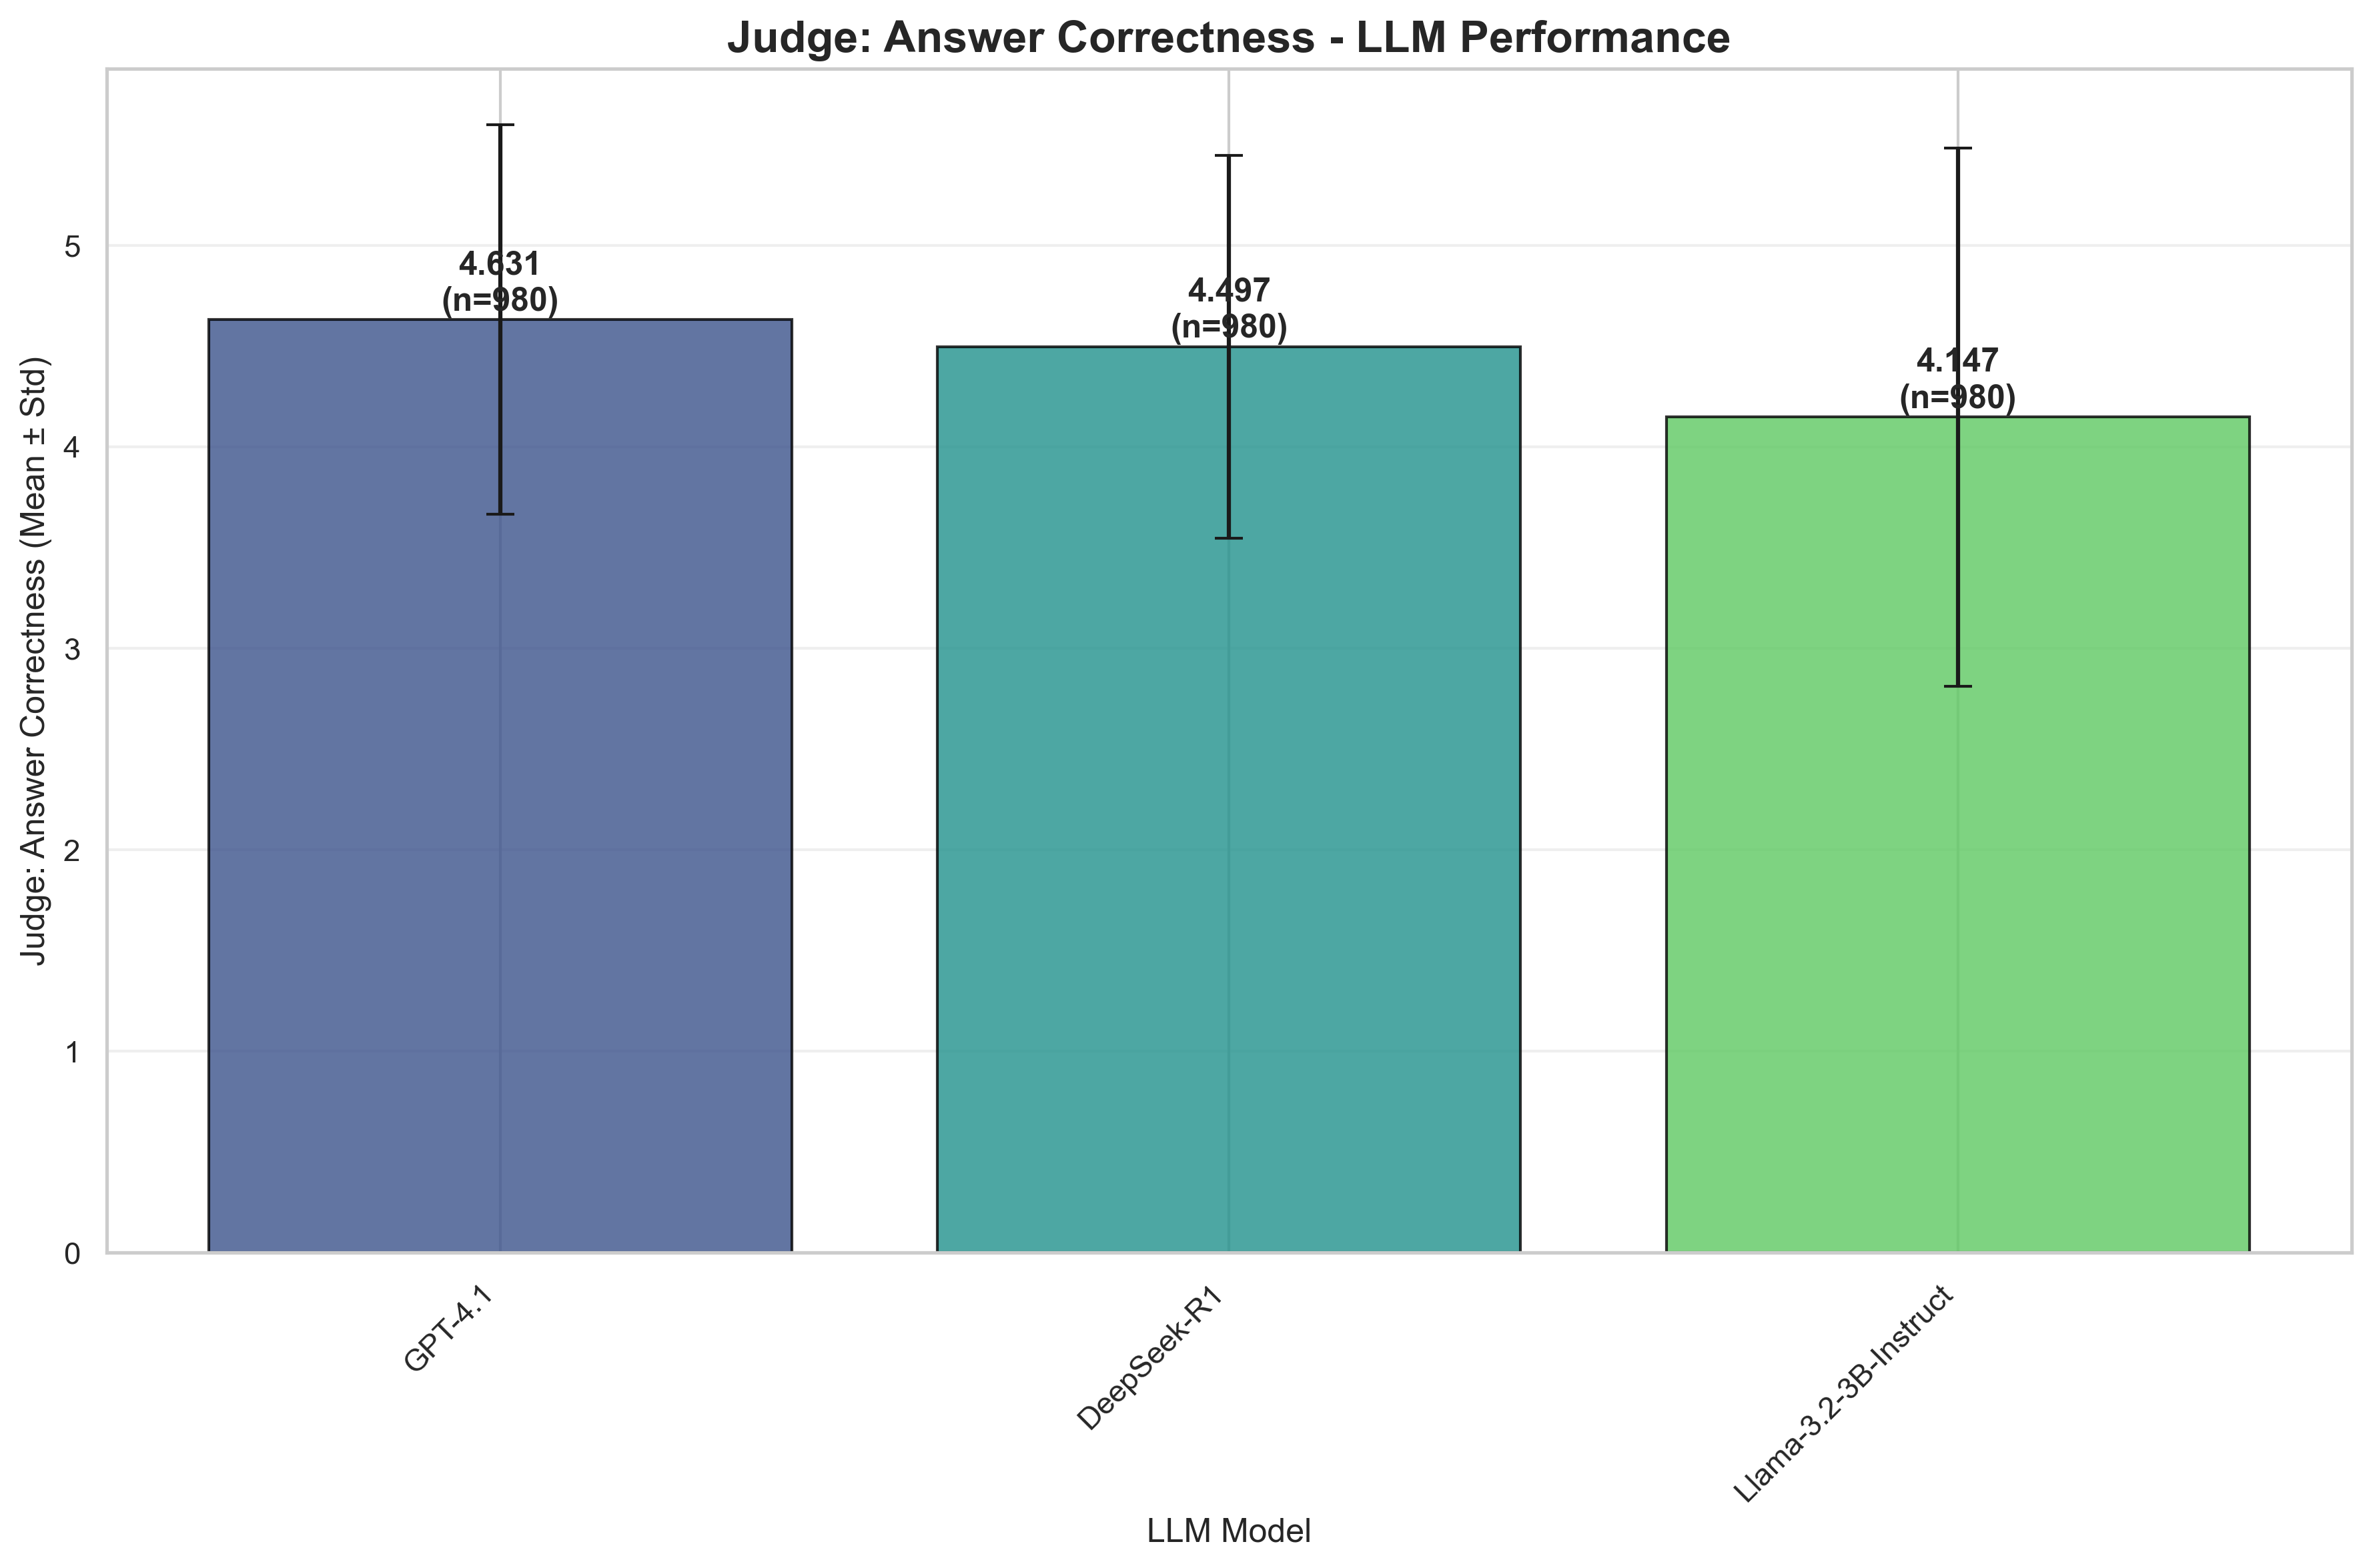 Judge: Answer Correctness - LLM Performance
Judge: Answer Correctness (Mean ± Std)
5
4
3
2
1
0
4.631
(n=980)
4.497
(n=980)
4.147
(n=980)
GPT-4.1
DeepSeek-R1
Llama-3.2-3B-Instruct
LLM Model